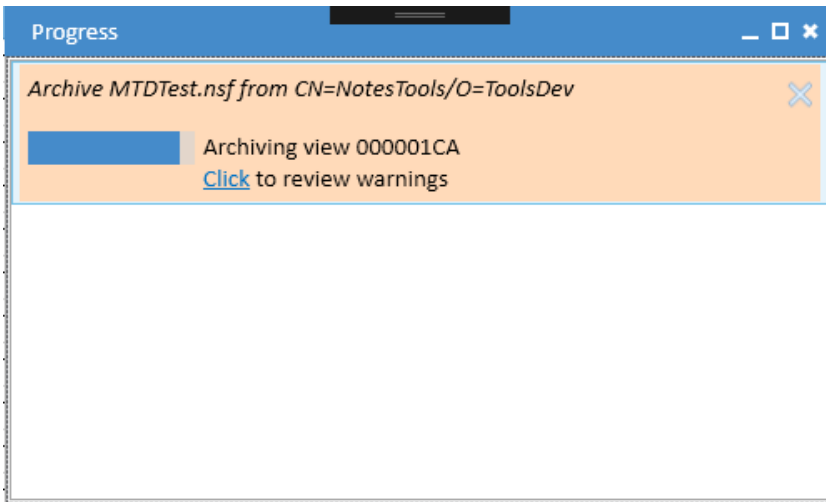 Progress
Archive MTDTest.nsf from CN=NotesTools/O=ToolsDev
Archiving view 000001CA
Click to review warnings